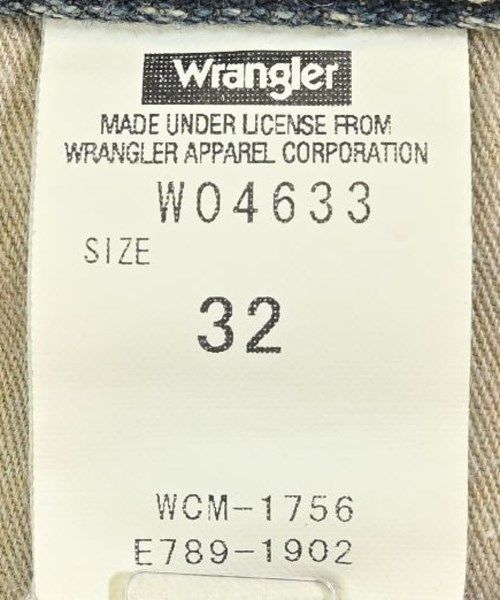 Wrangler
MADE UNDER LICENSE FROM
WRANGLER APPAREL CORPORATION
W04633
SIZE
32
WCM-1756
E789-1902